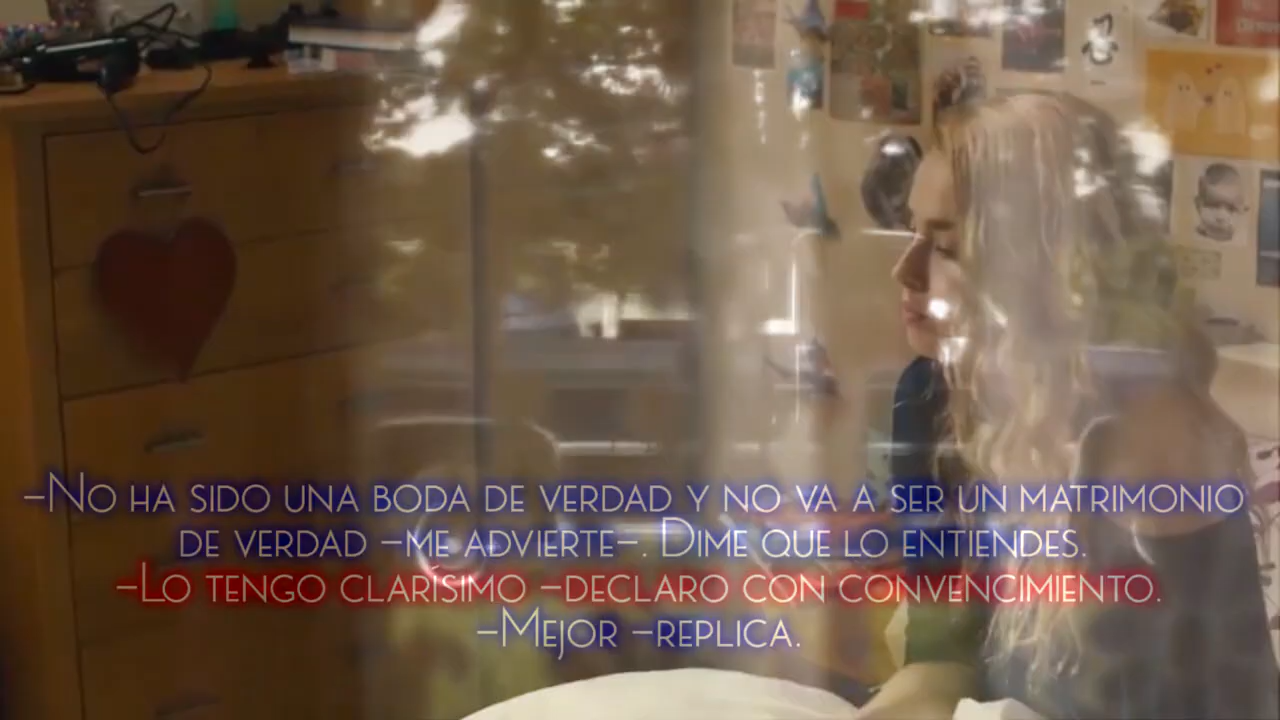 –No ha sido una boda de verdad y no va a ser un matrimonio
de verdad –me advierte–. Dime que lo entiendes.
–Lo tengo clarísimo –declaro con convencimiento.
–Mejor –replica.